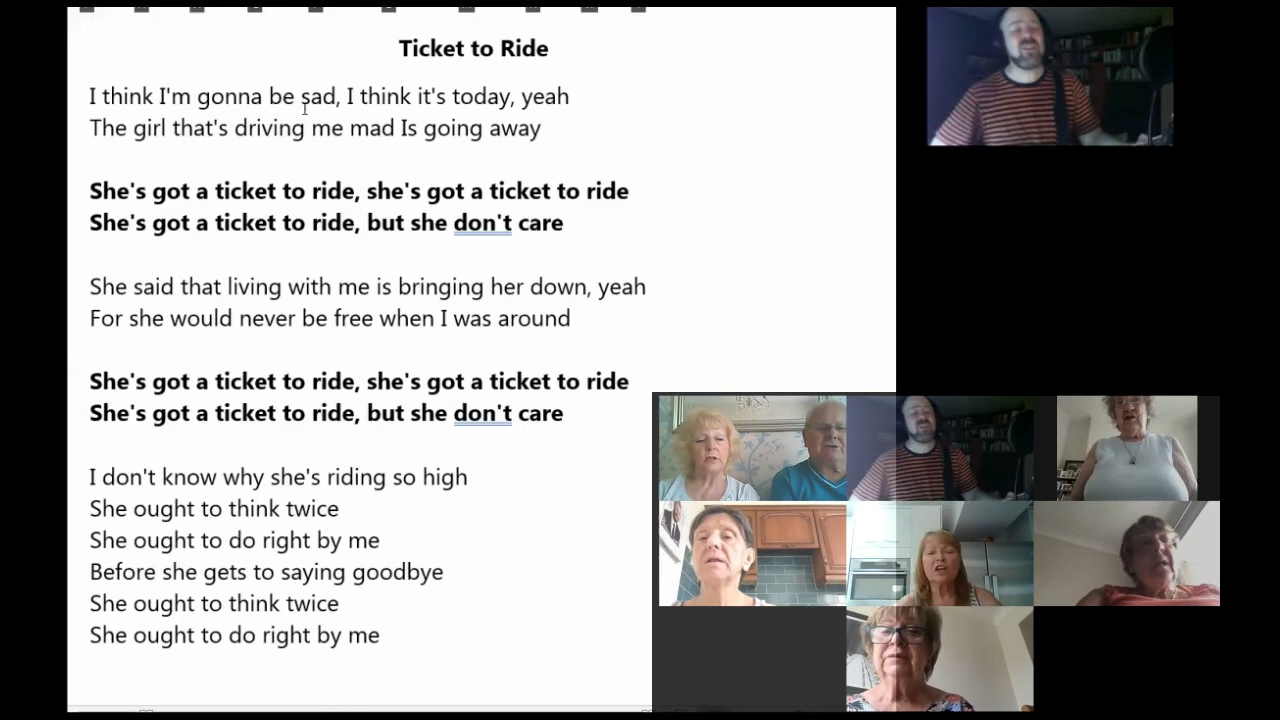 Ticket to Ride
I think I'm gonna be sad, I think it's today, yeah
The girl that's driving me mad Is going away
She's got a ticket to ride, she's got a ticket to ride
She's got a ticket to ride, but she don't care
She said that living with me is bringing her down, yeah
For she would never be free when I was around
She's got a ticket to ride, she's got a ticket to ride
She's got a ticket to ride, but she don't care
I don't know why she's riding so high
She ought to think twice
She ought to do right by me
Before she gets to saying goodbye
She ought to think twice
She ought to do right by me